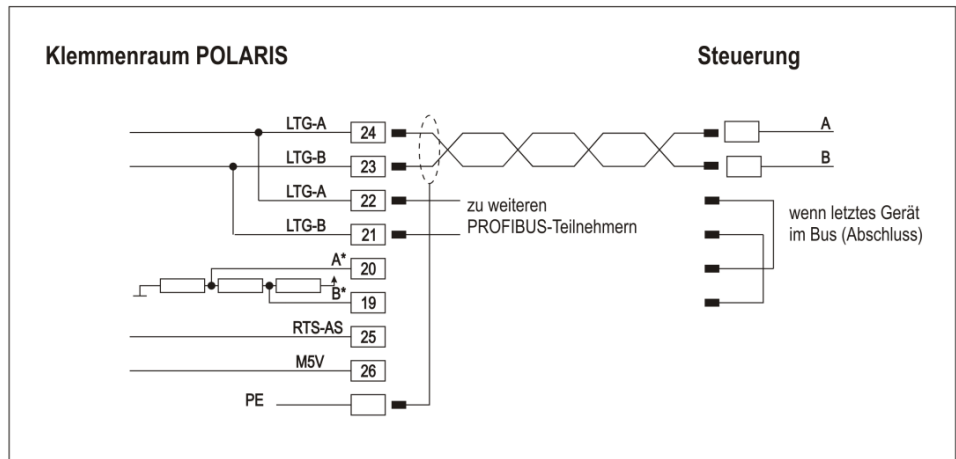 Klemmenraum POLARIS
Steuerung
LTG-A 24
A
LTG-B 23
B
LTG-A 22
LTG-B 21
zu weiteren
PROFIBUS-Teilnehmern
wenn letztes Gerät
im Bus (Abschluss)
A* 20
B* 19
RTS-AS 25
M5V 26
PE